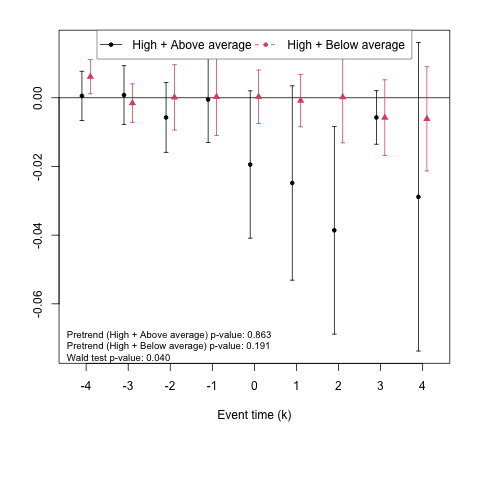 High + Above average High + Below average
0.00
-0.02
-0.04
-0.06
Pretrend (High + Above average) p-value: 0.863
Pretrend (High + Below average) p-value: 0.191
Wald test p-value: 0.040
-4 -3 -2 -1 0 1 2 3 4
Event time (k)